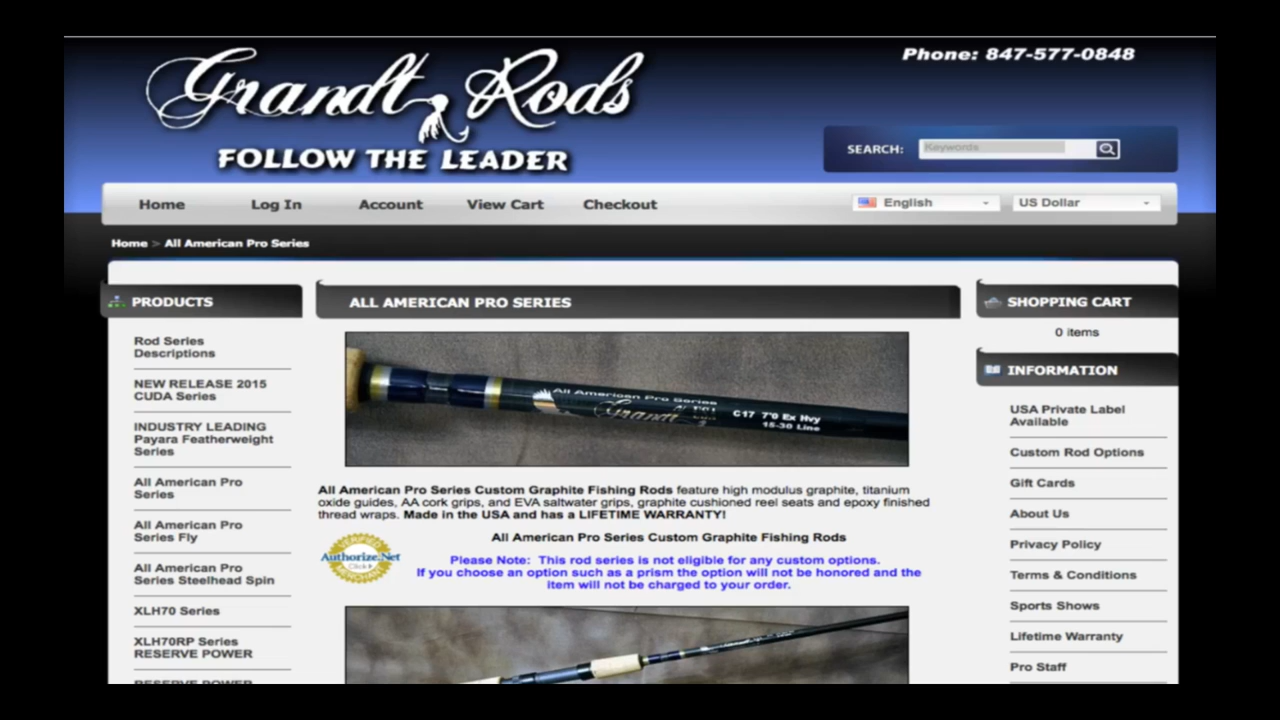 Grandt Rods
FOLLOW THE LEADER
Phone: 847-577-0848
SEARCH:
Keywords
Home
Log In
Account
View Cart
Checkout
English
US Dollar
Home > All American Pro Series
PRODUCTS
Rod Series
Descriptions
NEW RELEASE 2015
CUDA Series
INDUSTRY LEADING
Payara Featherweight
Series
All American Pro
Series
All American Pro
Series Fly
All American Pro
Series Steelhead Spin
XLH70 Series
XLH70RP Series
RESERVE POWER
RESERVE POWER
ALL AMERICAN PRO SERIES
All American Pro Series
Grandt
C17 7'0 Ex Hvy
15-30 Line
All American Pro Series Custom Graphite Fishing Rods feature high modulus graphite, titanium
oxide guides, AA cork grips, and EVA saltwater grips, graphite cushioned reel seats and epoxy finished
thread wraps. Made in the USA and has a LIFETIME WARRANTY!
Authorize.Net
Click
All American Pro Series Custom Graphite Fishing Rods
Please Note: This rod series is not eligible for any custom options.
If you choose an option such as a prism the option will not be honored and the
item will not be charged to your order.
SHOPPING CART
0 items
INFORMATION
USA Private Label
Available
Custom Rod Options
Gift Cards
About Us
Privacy Policy
Terms & Conditions
Sports Shows
Lifetime Warranty
Pro Staff